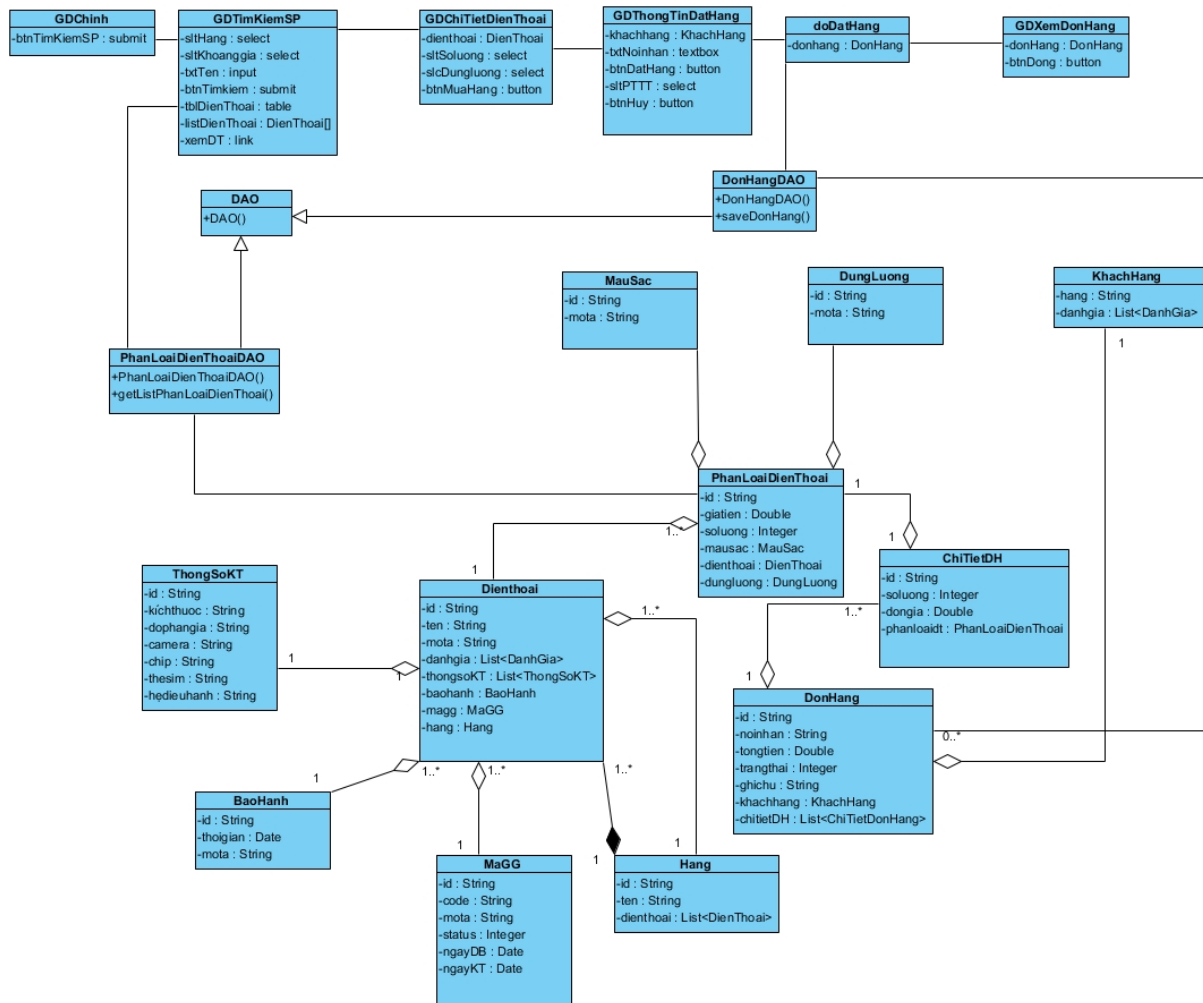 GDChinh
-btnTimKiemSP : submit
GDTimKiemSP
-sltHang : select
-sltKhoanggia : select
-txtTen : input
-btnTimkiem : submit
-tblDienThoai : table
-listDienThoai : DienThoai[]
-xemDT : link
GDChiTietDienThoai
-dienthoai : DienThoai
-sltSoluong : select
-slcDungluong : select
-btnMuaHang : button
GDThongTinDatHang
-khachhang : KhachHang
-txtNoinhan : textbox
-btnDatHang : button
-sltPTTT : select
-btnHuy : button
doDatHang
-donhang : DonHang
GDXemDonHang
-donHang : DonHang
-btnDong : button
DAO
+DAO()
DonHangDAO
+DonHangDAO()
+saveDonHang()
MauSac
-id : String
-mota : String
DungLuong
-id : String
-mota : String
KhachHang
-hang : String
-danhgia : List<DanhGia>
1
PhanLoaiDienThoaiDAO
+PhanLoaiDienThoaiDAO()
+getListPhanLoaiDienThoai()
PhanLoaiDienThoai
-id : String
-giatien : Double
-soluong : Integer
-mausac : MauSac
-dienthoai : DienThoai
-dungluong : DungLuong
1
1..*
1
1
ChiTietDH
-id : String
-soluong : Integer
-dongia : Double
-phanloaidt : PhanLoaiDienThoai
1..*
1
ThongSoKT
-id : String
-kichthuoc : String
-dophangia : String
-camera : String
-chip : String
-thesim : String
-hedieuhanh : String
1
1
Dienthoai
-id : String
-ten : String
-mota : String
-danhgia : List<DanhGia>
-thongsoKT : List<ThongSoKT>
-baohanh : BaoHanh
-magg : MaGG
-hang : Hang
1..*
DonHang
-id : String
-noinhan : String
-tongtien : Double
-trangthai : Integer
-ghichu : String
-khachhang : KhachHang
-chitietDH : List<ChiTietDonHang>
0..*
1
1..*
1..*
1..*
BaoHanh
-id : String
-thoigian : Date
-mota : String
1
1
1
MaGG
-id : String
-code : String
-mota : String
-status : Integer
-ngayDB : Date
-ngayKT : Date
Hang
-id : String
-ten : String
-dienthoai : List<DienThoai>